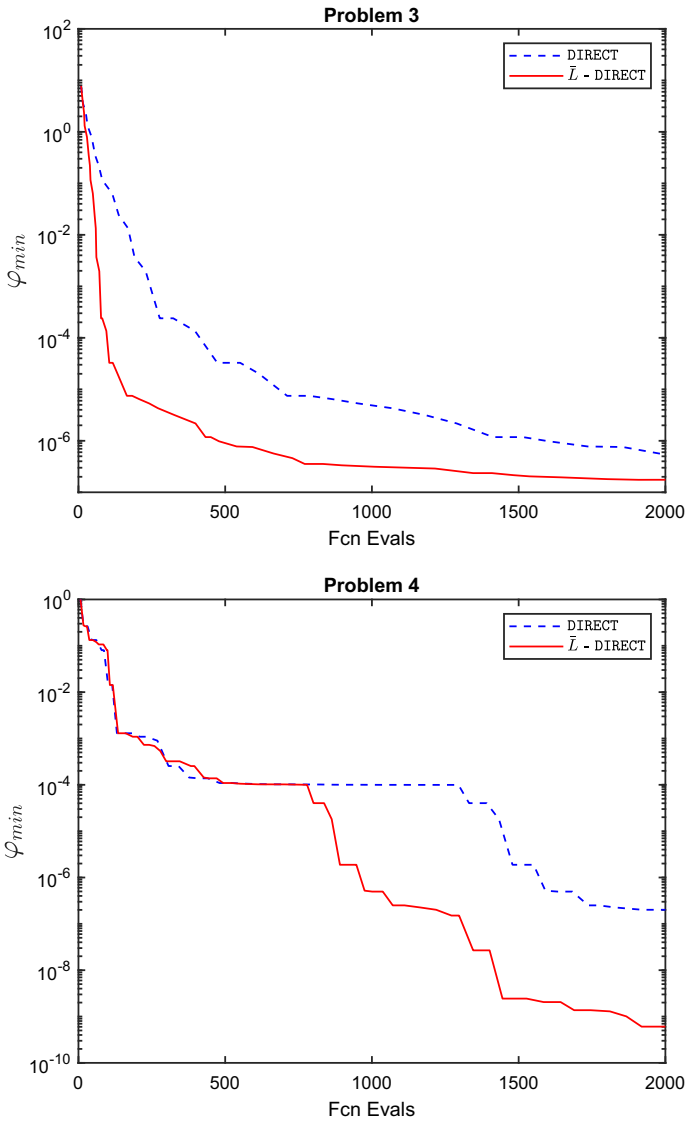 Problem 3
10^2
10^0
10^-2
10^-4
10^-6
φ_min
DIRECT
L̄ - DIRECT
0 500 1000 1500 2000
Fcn Evals
Problem 4
10^0
10^-2
10^-4
10^-6
10^-8
10^-10
φ_min
DIRECT
L̄ - DIRECT
0 500 1000 1500 2000
Fcn Evals